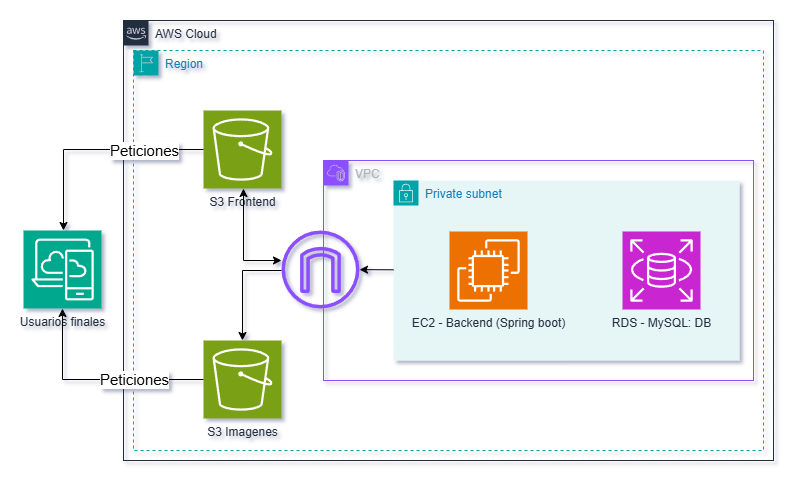 aws
AWS Cloud
Region
Peticiones
S3 Frontend
VPC
Private subnet
Usuarios finales
EC2 - Backend (Spring boot)
RDS - MySQL: DB
Peticiones
S3 Imagenes